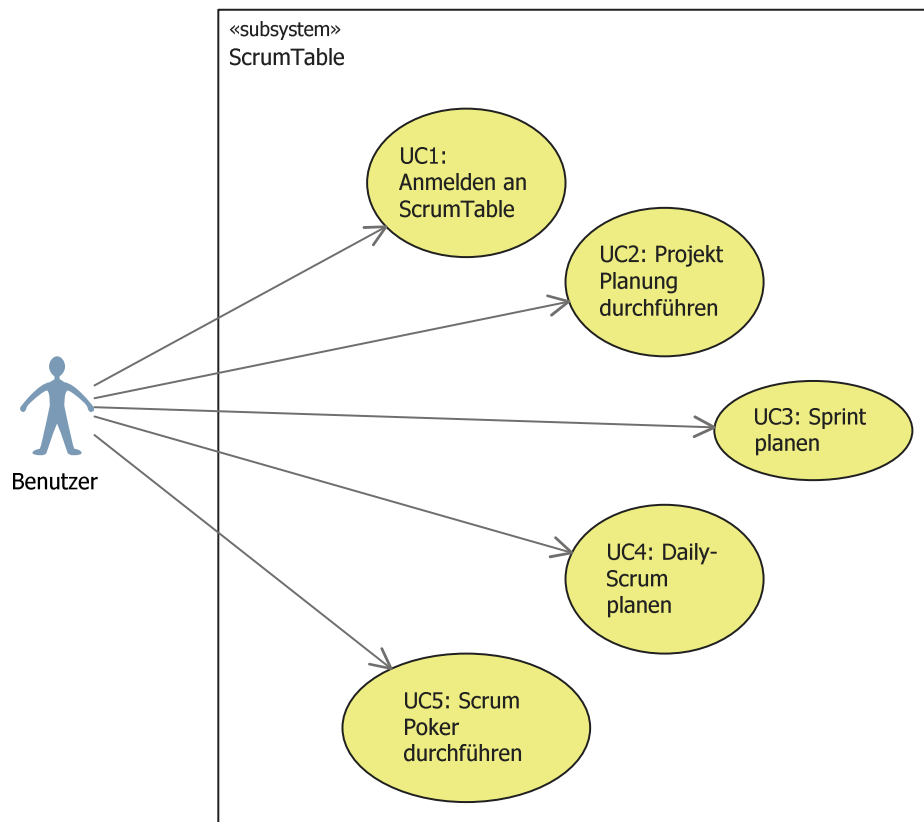 «subsystem»
ScrumTable
UC1:
Anmelden an
ScrumTable
UC2: Projekt
Planung
durchführen
UC3: Sprint
planen
Benutzer
UC4: Daily-
Scrum
planen
UC5: Scrum
Poker
durchführen